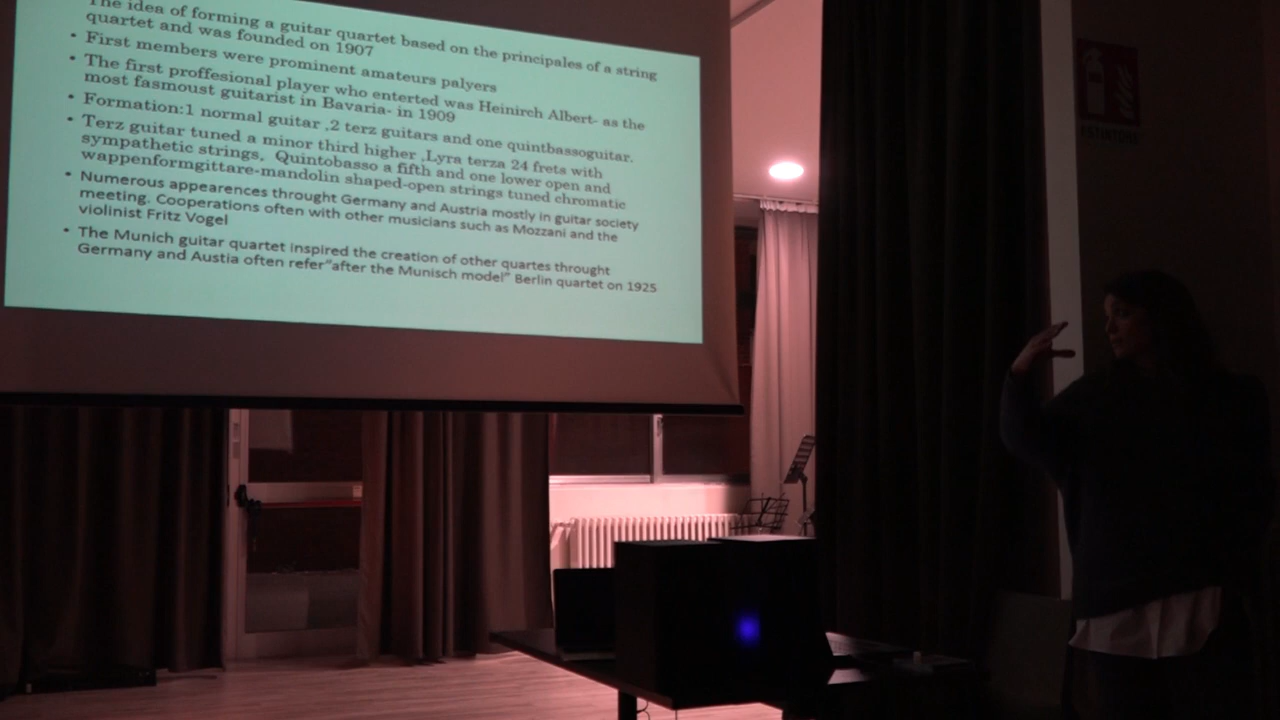 The idea of forming a guitar quartet based on the principales of a string
quartet and was founded on 1907
• First members were prominent amateurs palyers
• The first proffesional player who enterted was Heinirch Albert- as the
most fasmoust guitarist in Bavaria- in 1909
• Formation:1 normal guitar ,2 terz guitars and one quintbassoguitar.
• Terz guitar tuned a minor third higher ,Lyra terza 24 frets with
sympathetic strings, Quintobasso a fifth and one lower open and
wappenformgittare-mandolin shaped-open strings tuned chromatic
• Numerous appearences throught Germany and Austria mostly in guitar society
meeting. Cooperations often with other musicians such as Mozzani and the
violinist Fritz Vogel
• The Munich guitar quartet inspired the creation of other quartes throught
Germany and Austia often refer"after the Munisch model" Berlin quartet on 1925
ESTINTORE